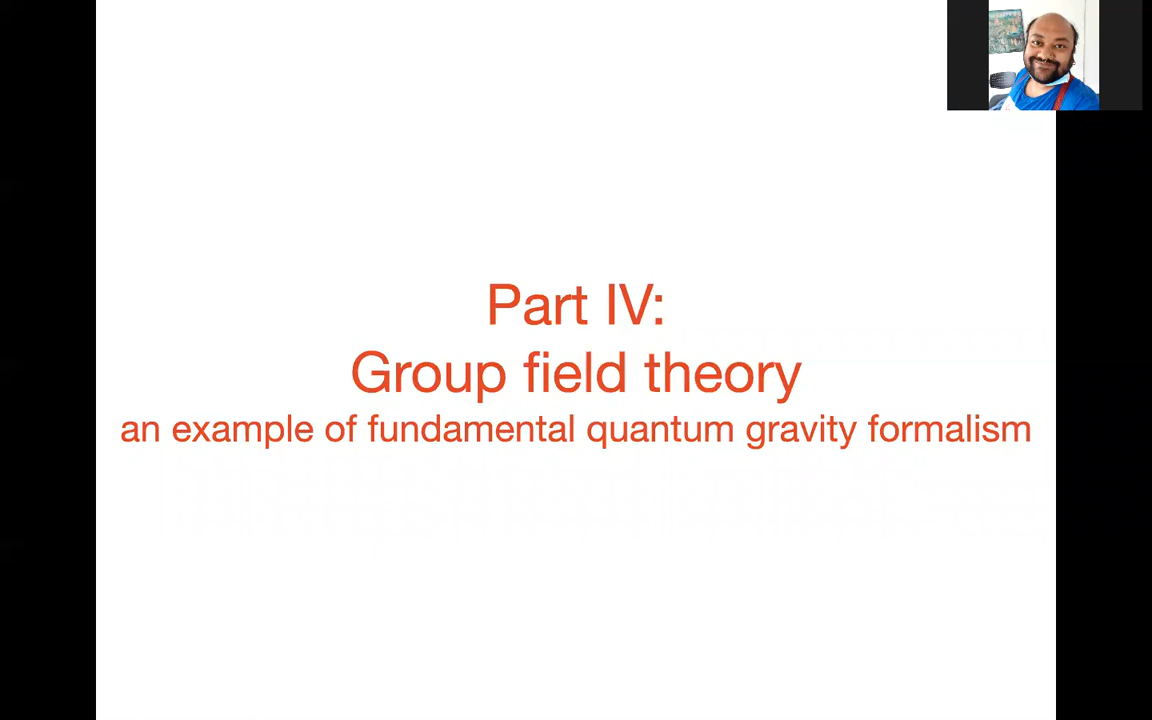 Part IV:
Group field theory
an example of fundamental quantum gravity formalism